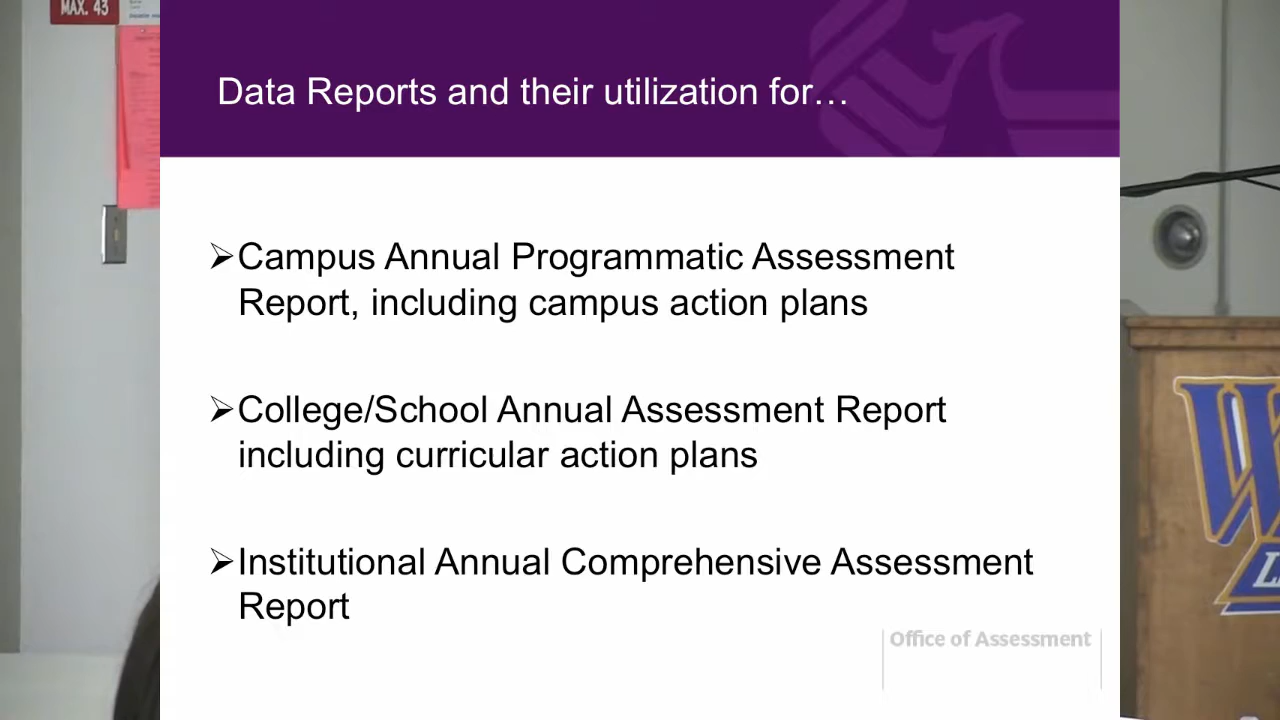 MAX. 43
Data Reports and their utilization for…
Campus Annual Programmatic Assessment
Report, including campus action plans
College/School Annual Assessment Report
including curricular action plans
Institutional Annual Comprehensive Assessment
Report
Office of Assessment